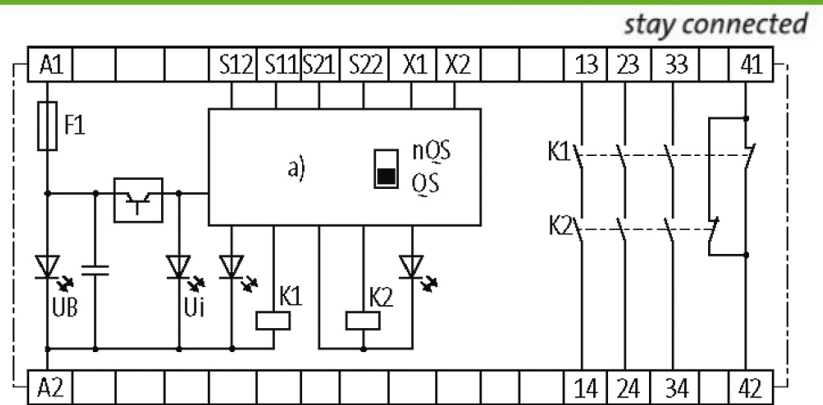 stay connected
A1 S12 S11 S21 S22 X1 X2 13 23 33 41
F1
a) nQS
QS
K1
K2
UB Ui K1 K2
A2 14 24 34 42